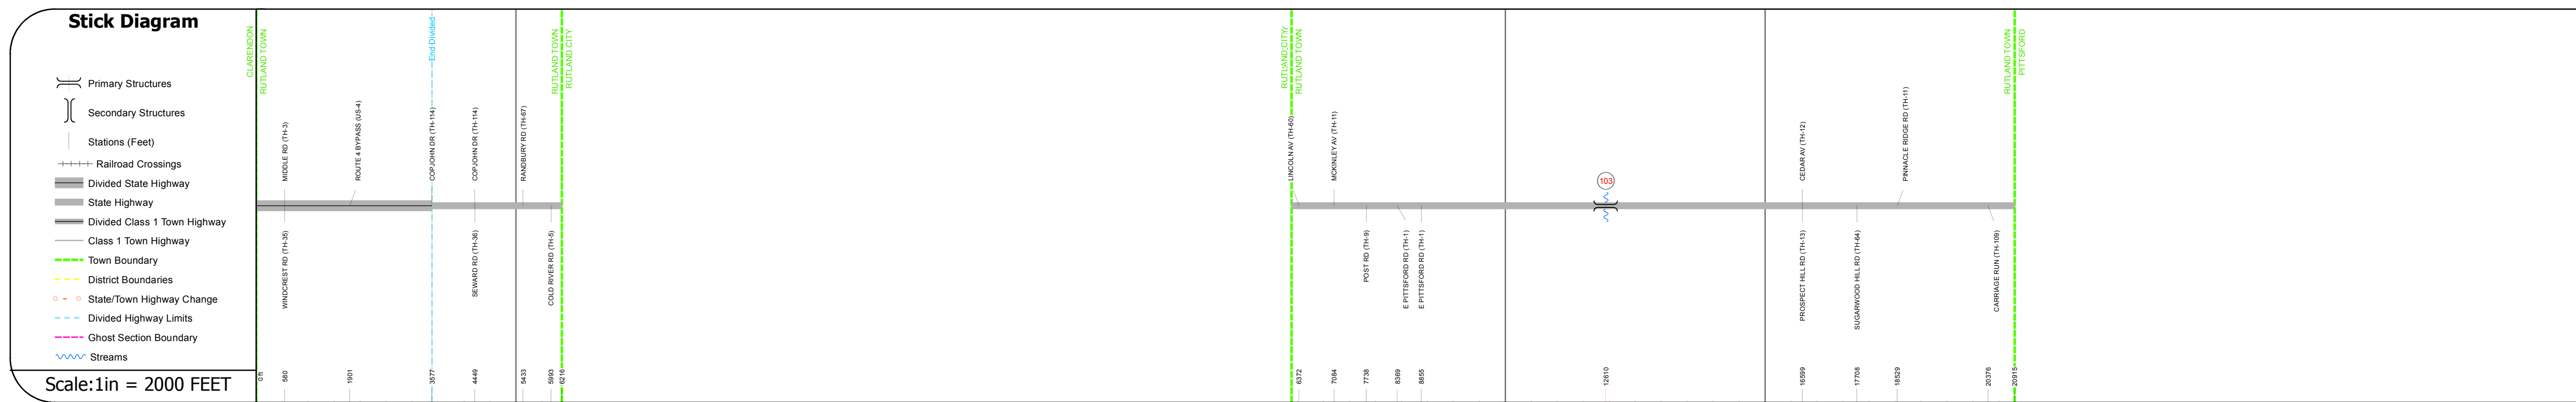 Stick Diagram
Primary Structures
Secondary Structures
Stations (Feet)
Railroad Crossings
Divided State Highway
State Highway
Divided Class 1 Town Highway
Class 1 Town Highway
Town Boundary
District Boundaries
State/Town Highway Change
Divided Highway Limits
Ghost Section Boundary
Streams
Scale:1in = 2000 FEET
CLARENDON
RUTLAND TOWN
End Divided
RUTLAND TOWN
RUTLAND CITY
RUTLAND CITY
RUTLAND TOWN
RUTLAND TOWN
PITTSFORD
MIDDLE RD (TH-3)
ROUTE 4 BYPASS (US-4)
COPJOHN DR (TH-114)
COPJOHN DR (TH-114)
RANDBURY RD (TH-67)
LINCOLN AV (TH-60)
MCKINLEY AV (TH-11)
103
CEDAR AV (TH-12)
PINNACLE RIDGE RD (TH-11)
WINDCREST RD (TH-35)
SEWARD RD (TH-36)
COLD RIVER RD (TH-5)
POST RD (TH-9)
E PITTSFORD RD (TH-1)
E PITTSFORD RD (TH-1)
PROSPECT HILL RD (TH-13)
SUGARWOOD HILL RD (TH-64)
CARRIAGE RUN (TH-109)
0 ft
580
1901
3577
4449
5433
5993
6216
6372
7084
7738
8369
8855
12610
16599
17708
18529
20376
20915